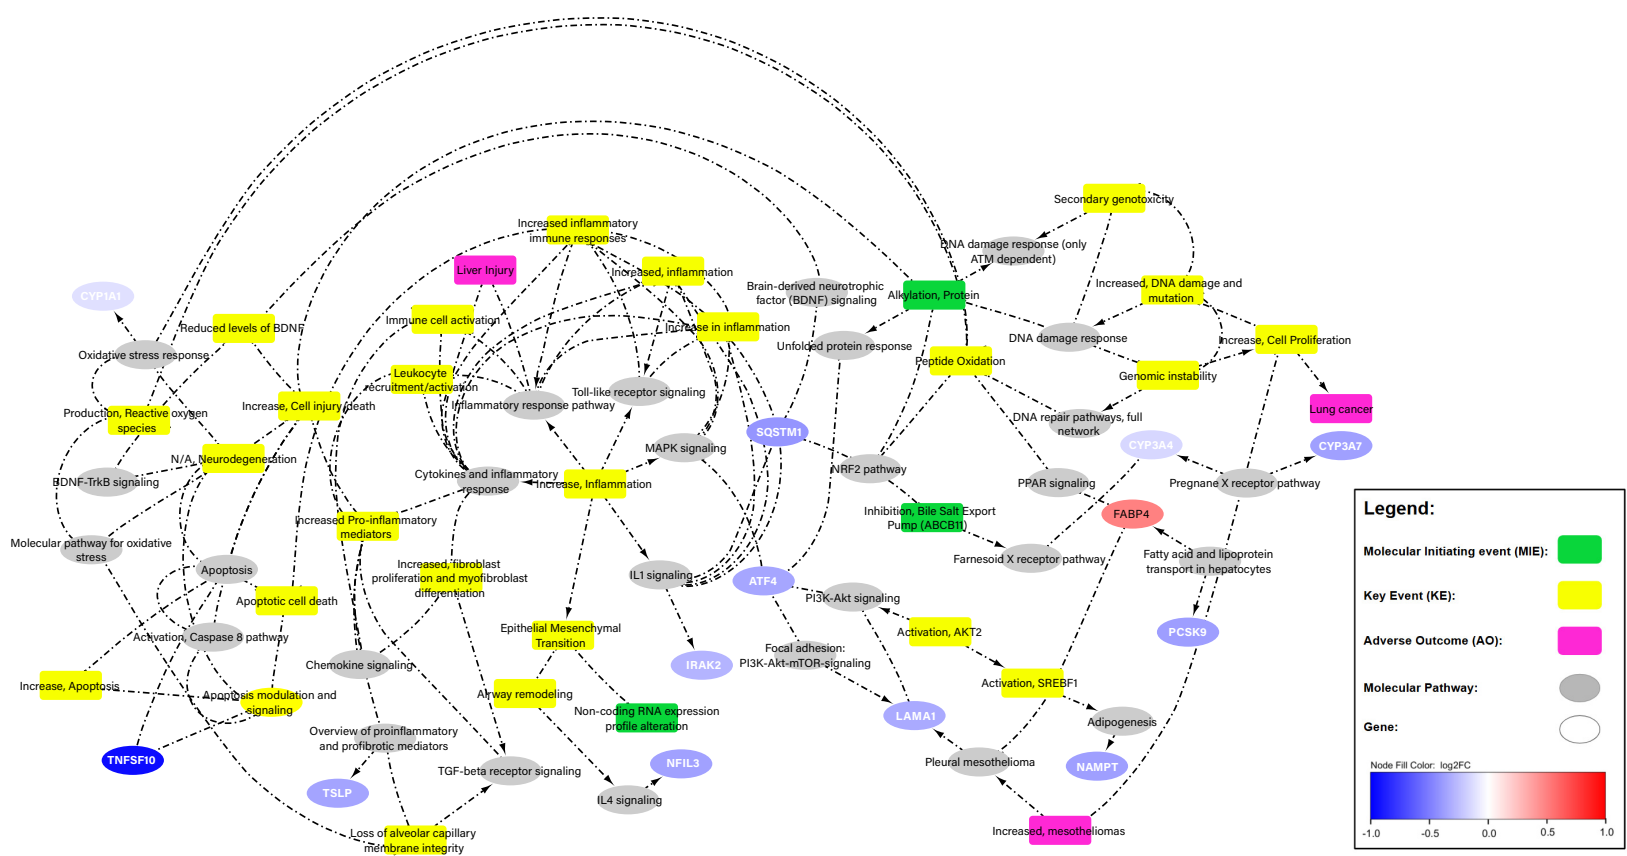 Secondary genotoxicity
Increased inflammatory
immune responses
DNA damage response (only
ATM dependent)
Liver Injury
Increased, inflammation
Brain-derived neurotrophic
factor (BDNF) signaling
Alkylation, Protein
Increased, DNA damage and
mutation
CYP1A1
Immune cell activation
Reduced levels of BDNF
Increase in inflammation
Unfolded protein response
DNA damage response
Increase, Cell Proliferation
Oxidative stress response
Peptide Oxidation
Genomic instability
Leukocyte
recruitment/activation
Toll-like receptor signaling
Inflammatory response pathway
Increase, Cell injury/death
Production, Reactive oxygen
species
DNA repair pathways, full
network
Lung cancer
SQSTM1
CYP3A4
CYP3A7
MAPK signaling
N/A, Neurodegeneration
NRF2 pathway
BDNF-TrkB signaling
Cytokines and inflammatory
response
Increase, Inflammation
PPAR signaling
Pregnane X receptor pathway
Increased Pro-inflammatory
mediators
Inhibition, Bile Salt Export
Pump (ABCB11)
FABP4
Molecular pathway for oxidative
stress
Farnesoid X receptor pathway
Fatty acid and lipoprotein
transport in hepatocytes
Apoptosis
Increased, fibroblast
proliferation and myofibroblast
differentiation
IL1 signaling
ATF4
Apoptotic cell death
PI3K-Akt signaling
Activation, Caspase 8 pathway
Epithelial Mesenchymal
Transition
Activation, AKT2
PCSK9
Chemokine signaling
IRAK2
Focal adhesion:
PI3K-Akt-mTOR-signaling
Increase, Apoptosis
Apoptosis modulation and
signaling
Airway remodeling
Activation, SREBF1
Non-coding RNA expression
profile alteration
LAMA1
Adipogenesis
Overview of proinflammatory
and profibrotic mediators
TNFSF10
TGF-beta receptor signaling
NFIL3
Pleural mesothelioma
NAMPT
TSLP
IL4 signaling
Loss of alveolar capillary
membrane integrity
Increased, mesotheliomas
Legend:
Molecular Initiating event (MIE):
Key Event (KE):
Adverse Outcome (AO):
Molecular Pathway:
Gene:
Node Fill Color: log2FC
-1.0 -0.5 0.0 0.5 1.0